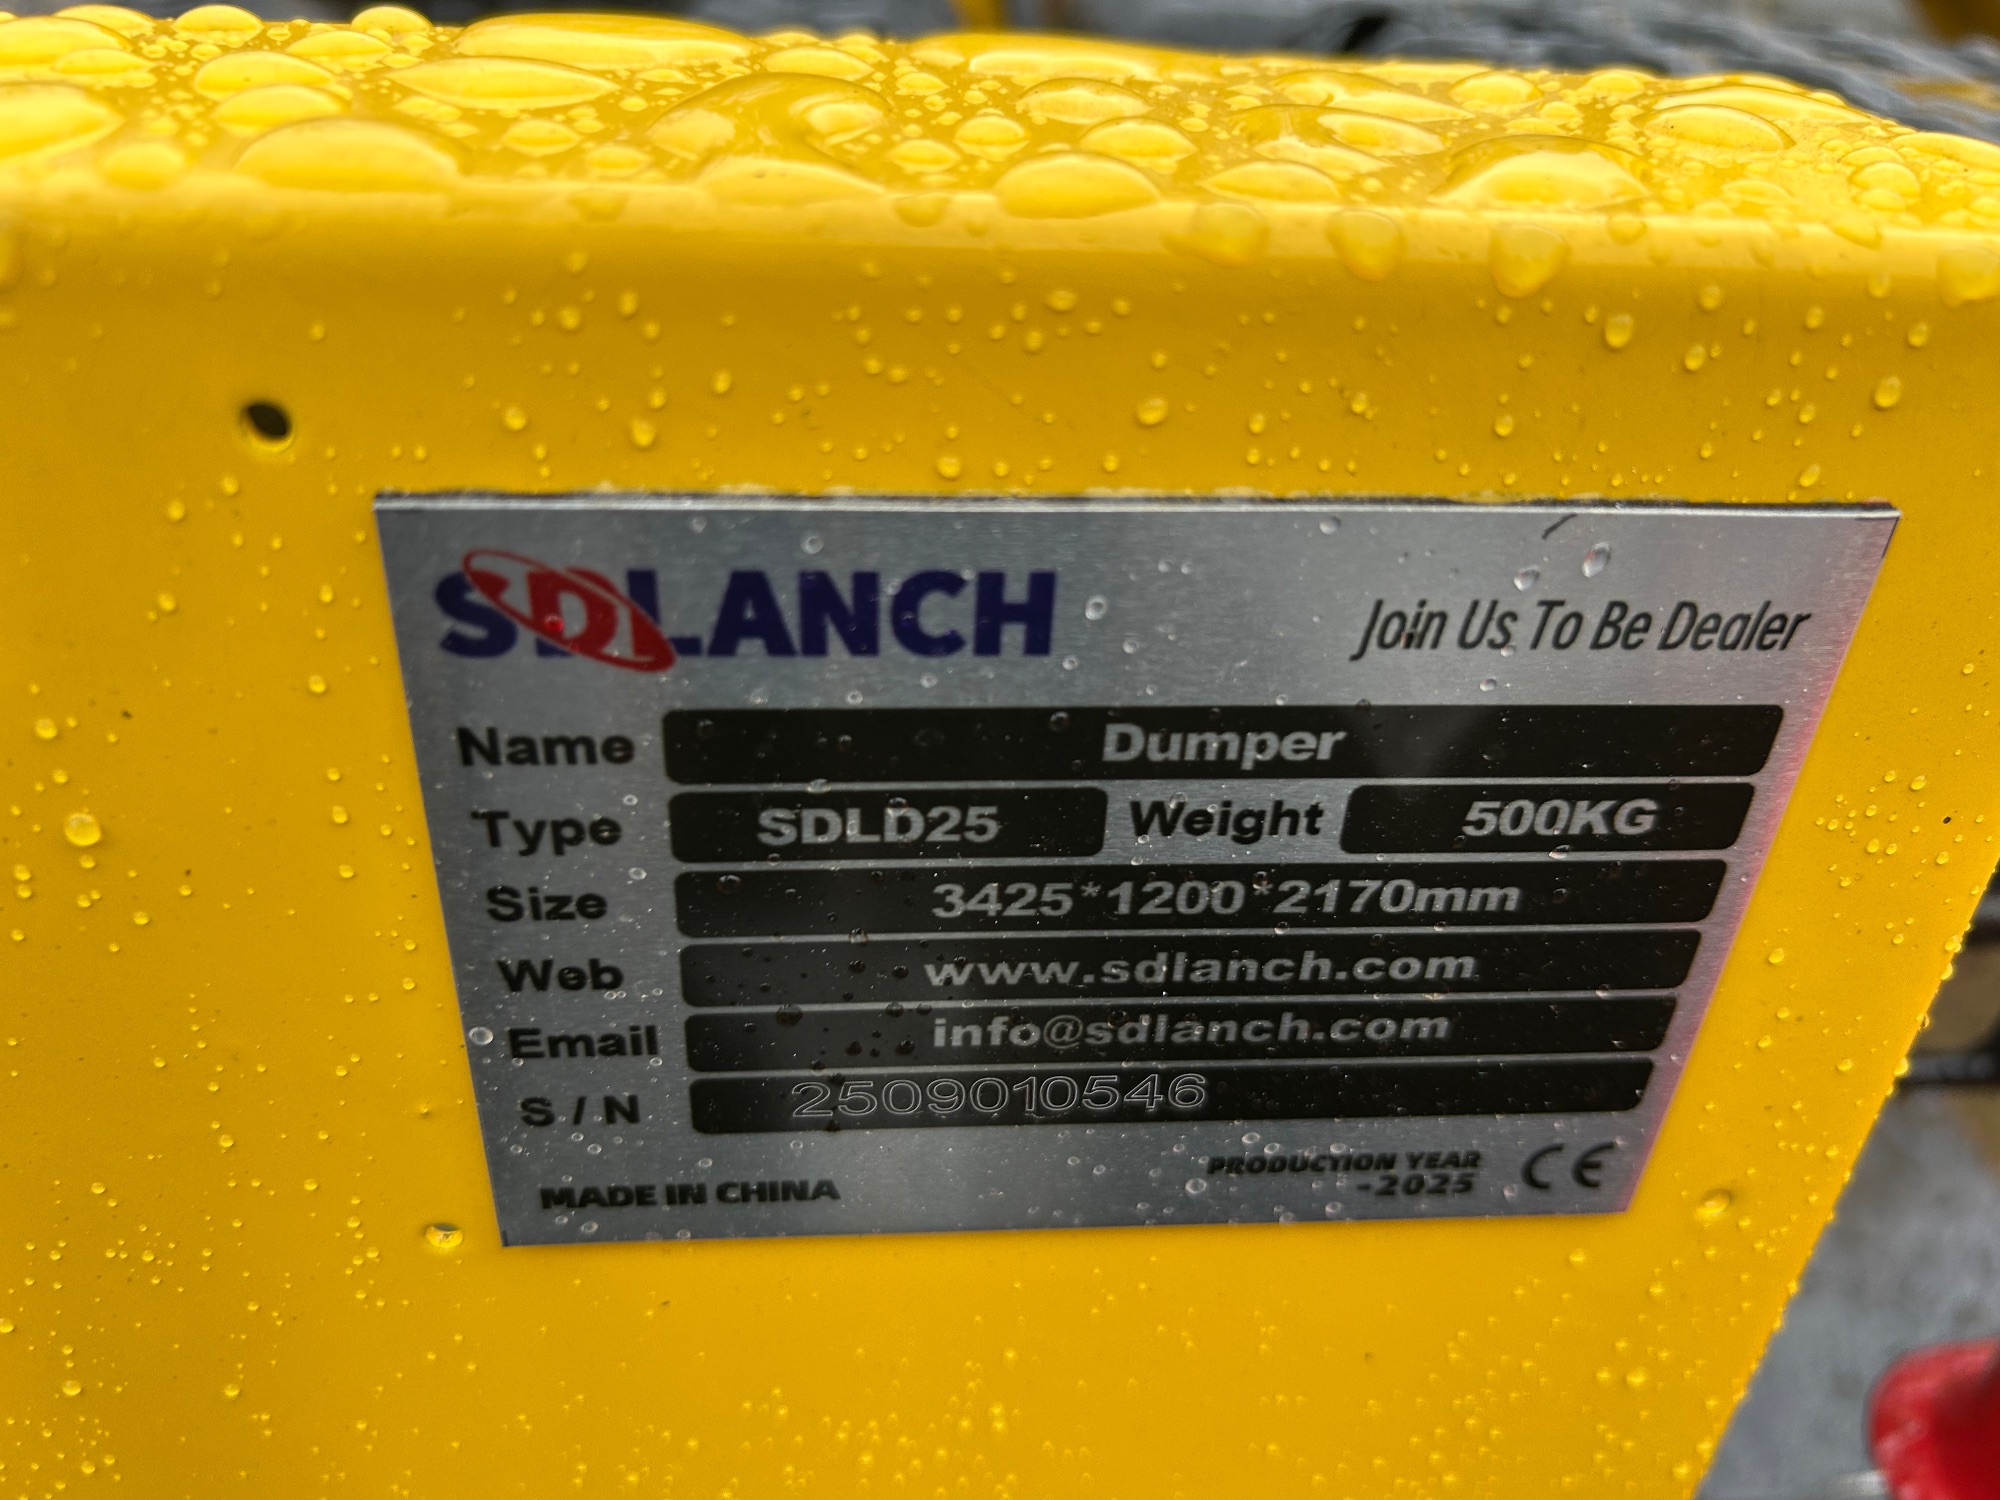 SDLANCH Join Us To Be Dealer
Name Dumper
Type SDLD25 Weight 500KG
Size 3425*1200*2170mm
Web www.sdlanch.com
Email info@sdlanch.com
S/N 2509010546
MADE IN CHINA PRODUCTION YEAR
-2025 CE